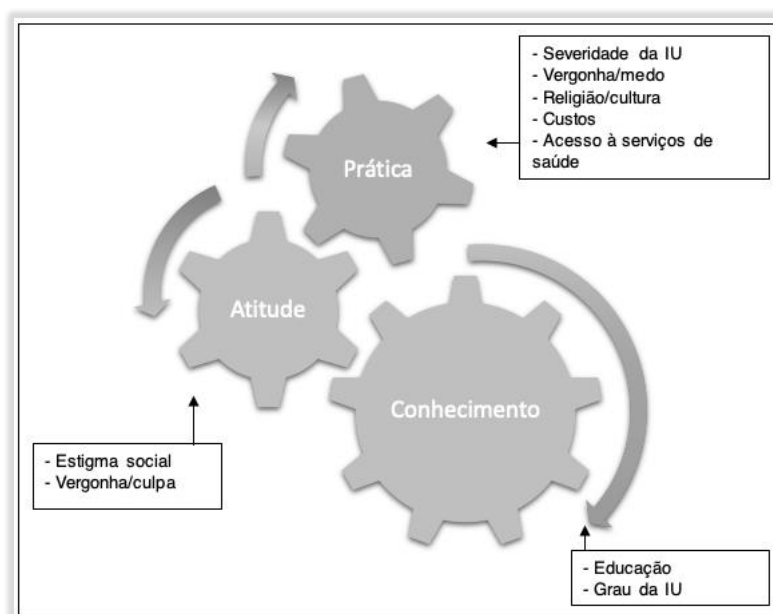 - Severidade da IU
- Vergonha/medo
- Religião/cultura
- Custos
- Acesso à serviços de
saúde
Prática
Atitude
Conhecimento
- Estigma social
- Vergonha/culpa
- Educação
- Grau da IU